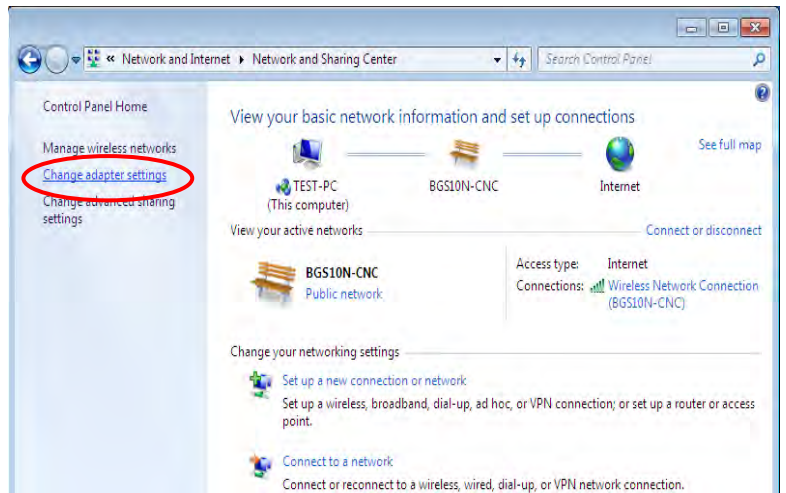 « Network and Internet ▸ Network and Sharing Center
Search Control Panel
Control Panel Home
Manage wireless networks
Change adapter settings
Change advanced sharing
settings
View your basic network information and set up connections
See full map
TEST-PC
(This computer)
BGS10N-CNC
Internet
View your active networks
Connect or disconnect
BGS10N-CNC
Public network
Access type: Internet
Connections: Wireless Network Connection
(BGS10N-CNC)
Change your networking settings
Set up a new connection or network
Set up a wireless, broadband, dial-up, ad hoc, or VPN connection; or set up a router or access
point.
Connect to a network
Connect or reconnect to a wireless, wired, dial-up, or VPN network connection.